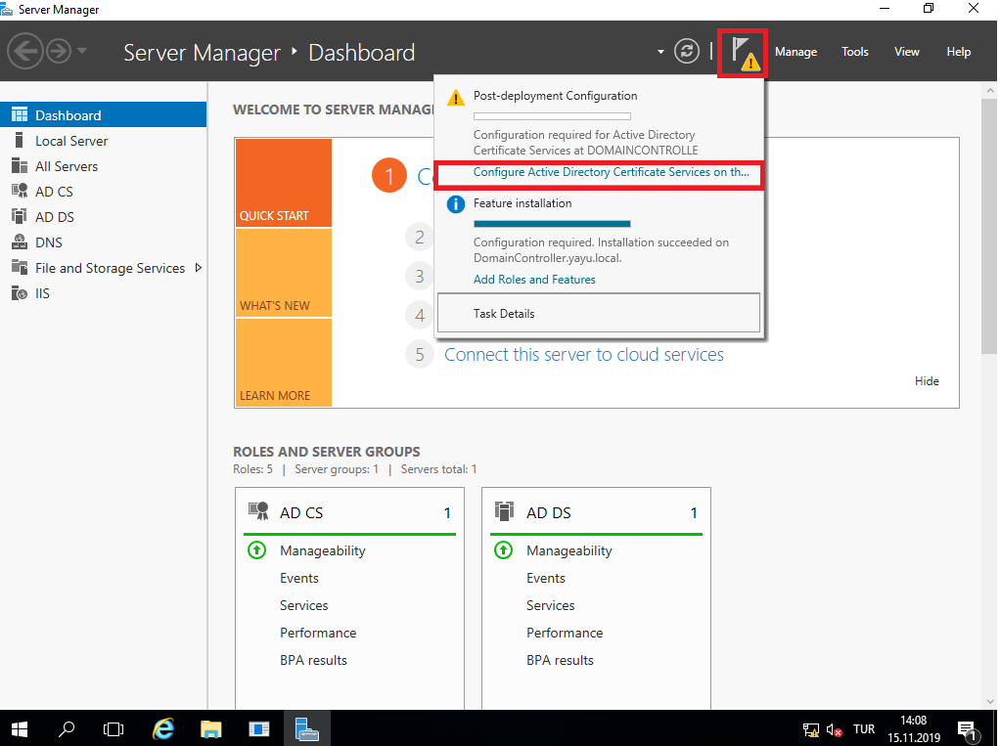 Server Manager
Server Manager ‣ Dashboard
Manage
Tools
View
Help
Dashboard
Local Server
All Servers
AD CS
AD DS
DNS
File and Storage Services
IIS
WELCOME TO SERVER MANAG
QUICK START
WHAT'S NEW
LEARN MORE
1
2
3
4
5 Connect this server to cloud services
Hide
Post-deployment Configuration
Configuration required for Active Directory
Certificate Services at DOMAINCONTROLLE
Configure Active Directory Certificate Services on th...
Feature installation
Configuration required. Installation succeeded on
DomainController.yayu.local.
Add Roles and Features
Task Details
ROLES AND SERVER GROUPS
Roles: 5 | Server groups: 1 | Servers total: 1
AD CS 1
Manageability
Events
Services
Performance
BPA results
AD DS 1
Manageability
Events
Services
Performance
BPA results
TUR
14:08
15.11.2019
1